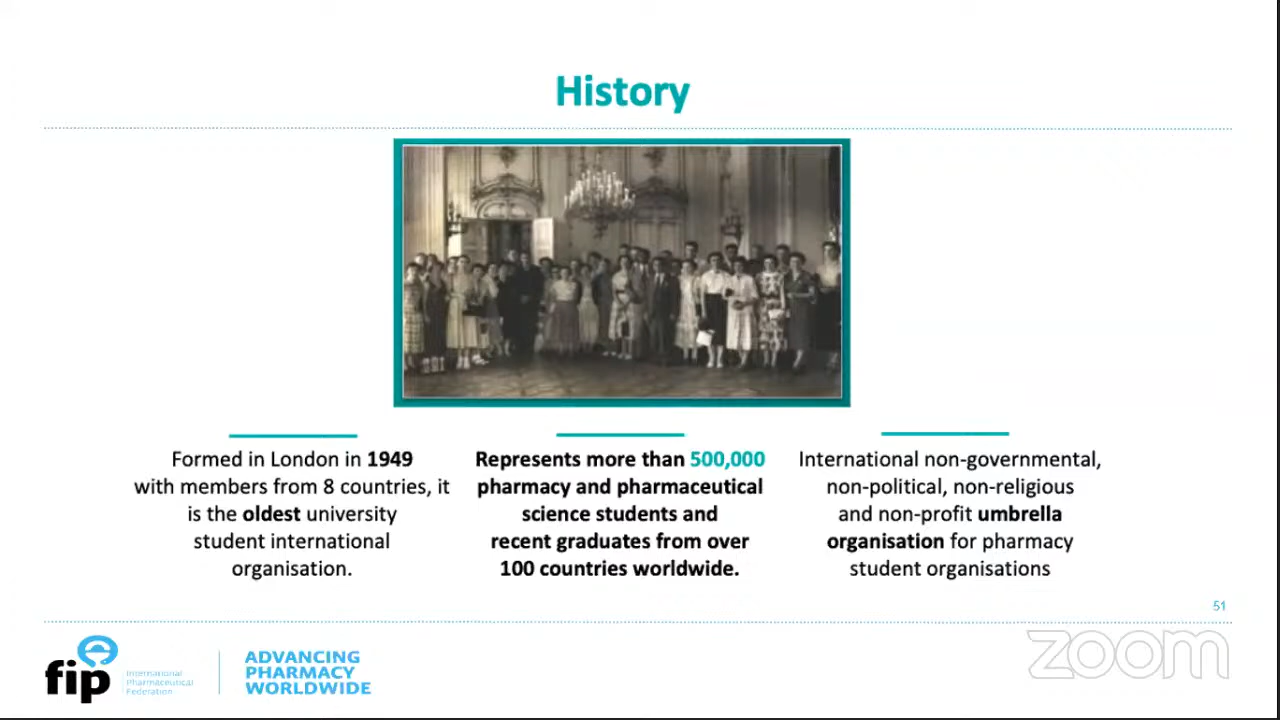 History
Formed in London in 1949
with members from 8 countries, it
is the oldest university
student international
organisation.
Represents more than 500,000
pharmacy and pharmaceutical
science students and
recent graduates from over
100 countries worldwide.
International non-governmental,
non-political, non-religious
and non-profit umbrella
organisation for pharmacy
student organisations
51
fip
International
Pharmaceutical
Federation
ADVANCING
PHARMACY
WORLDWIDE
zoom